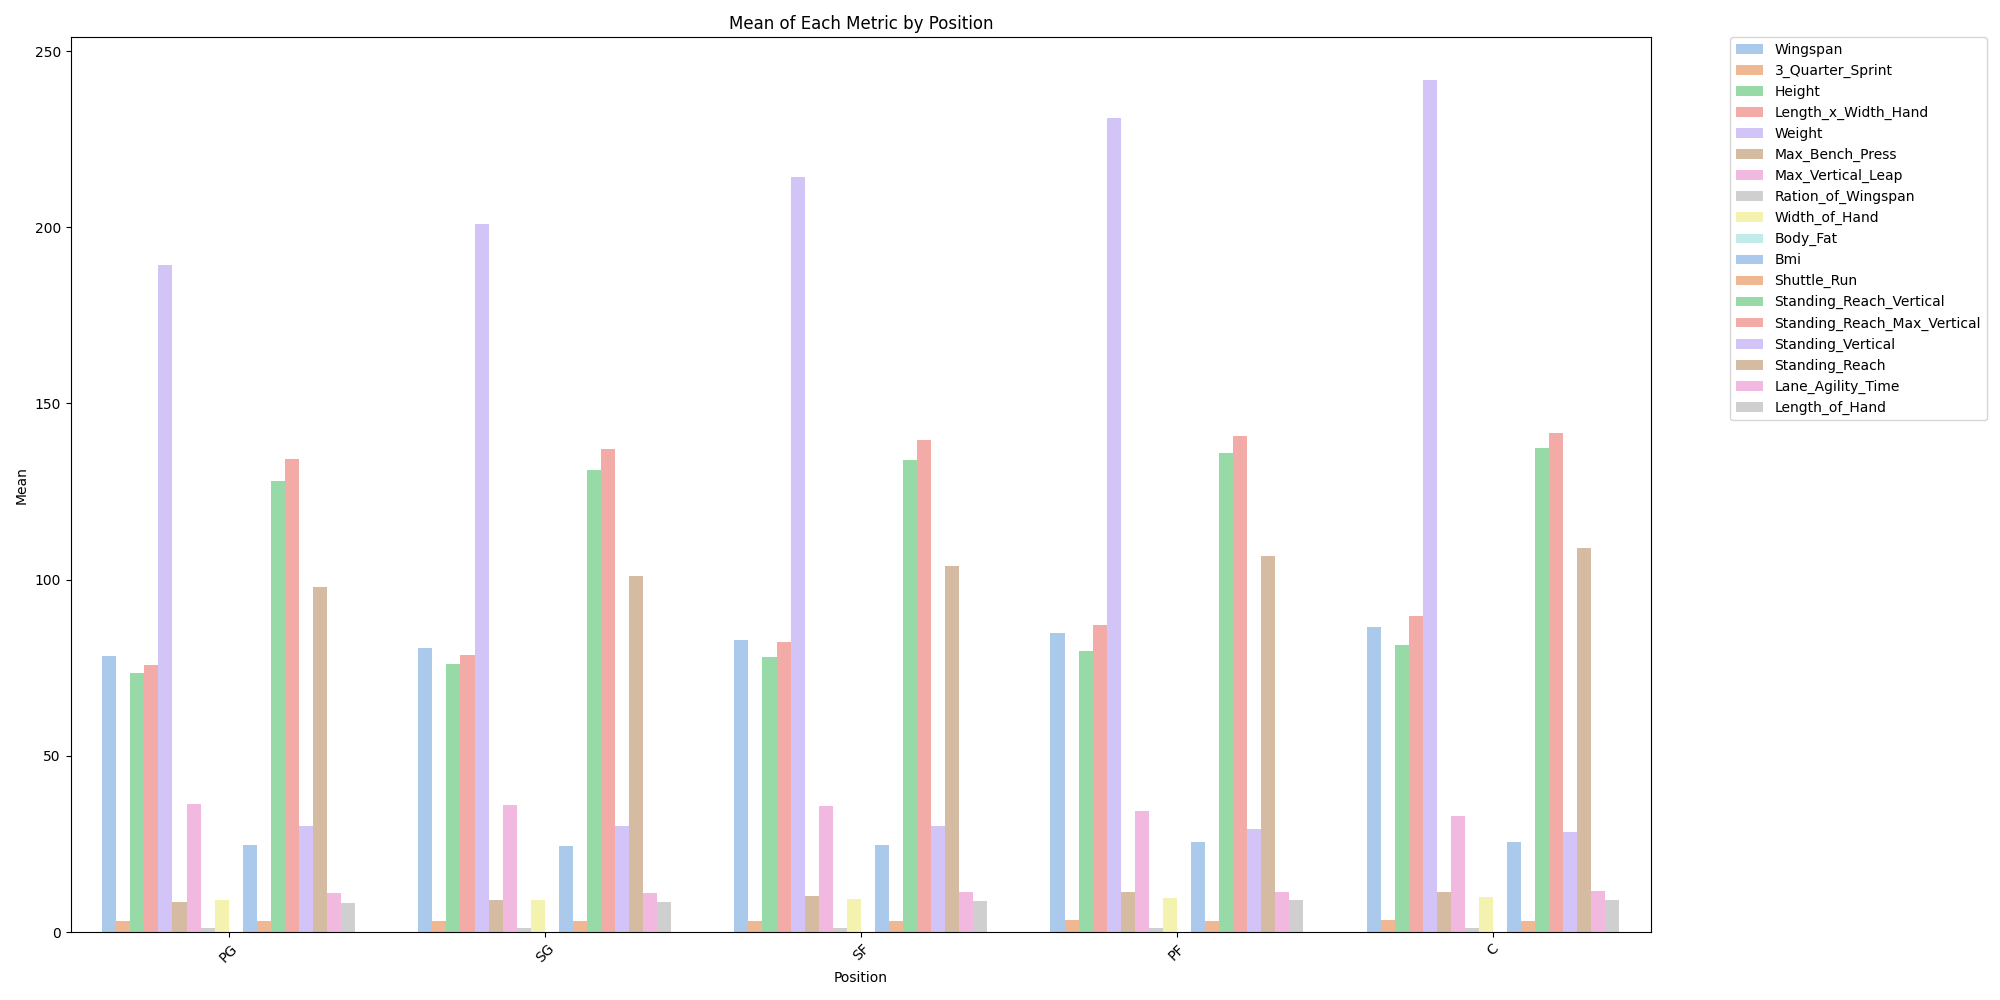 Mean of Each Metric by Position
250
200
150
100
50
0
Mean
PG
SG
SF
PF
C
Position
Wingspan
3_Quarter_Sprint
Height
Length_x_Width_Hand
Weight
Max_Bench_Press
Max_Vertical_Leap
Ration_of_Wingspan
Width_of_Hand
Body_Fat
Bmi
Shuttle_Run
Standing_Reach_Vertical
Standing_Reach_Max_Vertical
Standing_Vertical
Standing_Reach
Lane_Agility_Time
Length_of_Hand